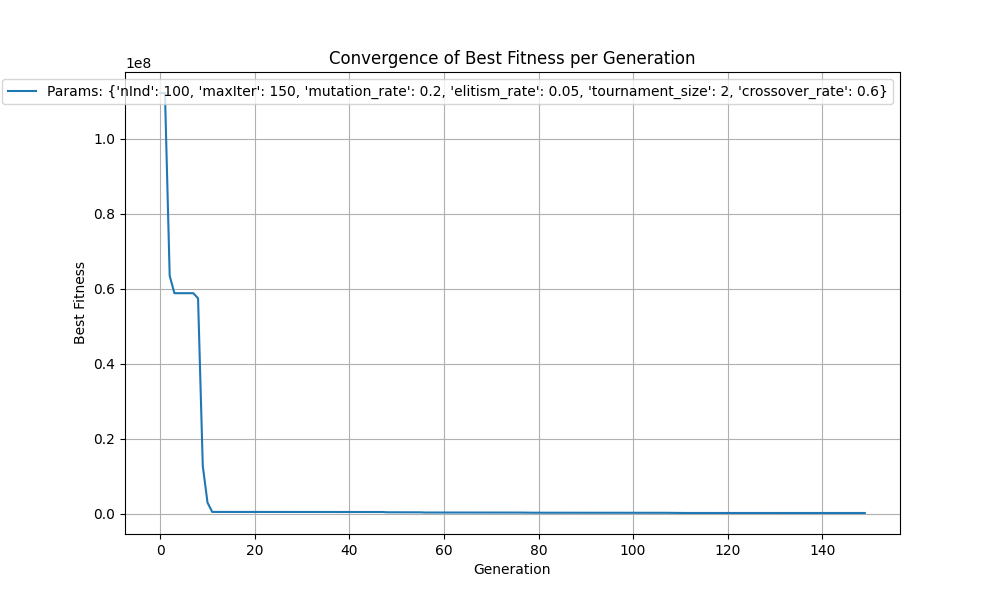 Convergence of Best Fitness per Generation
1e8
Params: {'nInd': 100, 'maxIter': 150, 'mutation_rate': 0.2, 'elitism_rate': 0.05, 'tournament_size': 2, 'crossover_rate': 0.6}
1.0
0.8
0.6
0.4
0.2
0.0
Best Fitness
0 20 40 60 80 100 120 140
Generation